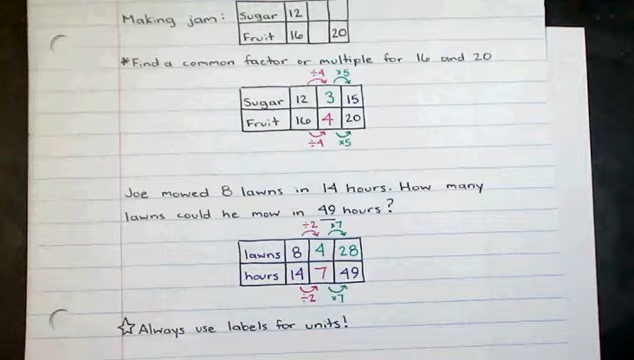 Making jam: Sugar 12
Fruit 16 20
*Find a common factor or multiple for 16 and 20
÷4 ×5
Sugar 12 3 15
Fruit 16 4 20
÷4 ×5
Joe mowed 8 lawns in 14 hours. How many
lawns could he mow in 49 hours?
÷2 ×7
lawns 8 4 28
hours 14 7 49
÷2 ×7
☆Always use labels for units!